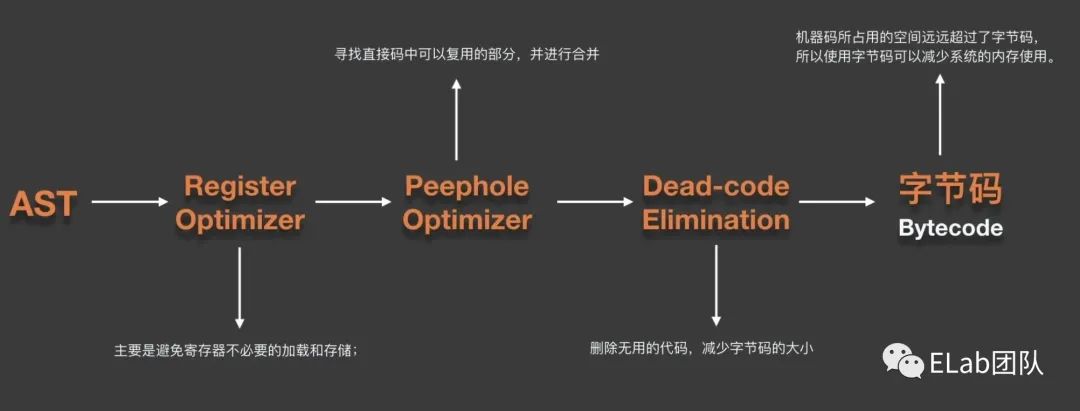 寻找直接码中可以复用的部分，并进行合并
机器码所占用的空间远远超过了字节码，
所以使用字节码可以减少系统的内存使用。
AST
Register
Optimizer
Peephole
Optimizer
Dead-code
Elimination
字节码
Bytecode
主要是避免寄存器不必要的加载和存储；
删除无用的代码，减少字节码的大小
ELab团队